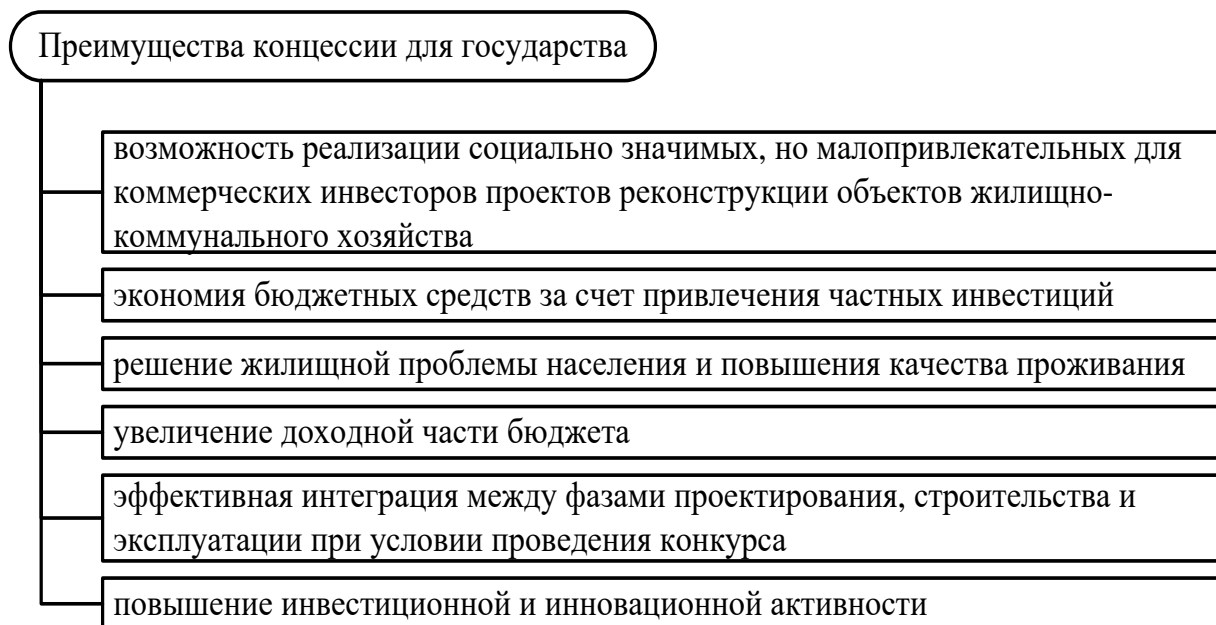 Преимущества концессии для государства
возможность реализации социально значимых, но малопривлекательных для
коммерческих инвесторов проектов реконструкции объектов жилищно-
коммунального хозяйства
экономия бюджетных средств за счет привлечения частных инвестиций
решение жилищной проблемы населения и повышения качества проживания
увеличение доходной части бюджета
эффективная интеграция между фазами проектирования, строительства и
эксплуатации при условии проведения конкурса
повышение инвестиционной и инновационной активности